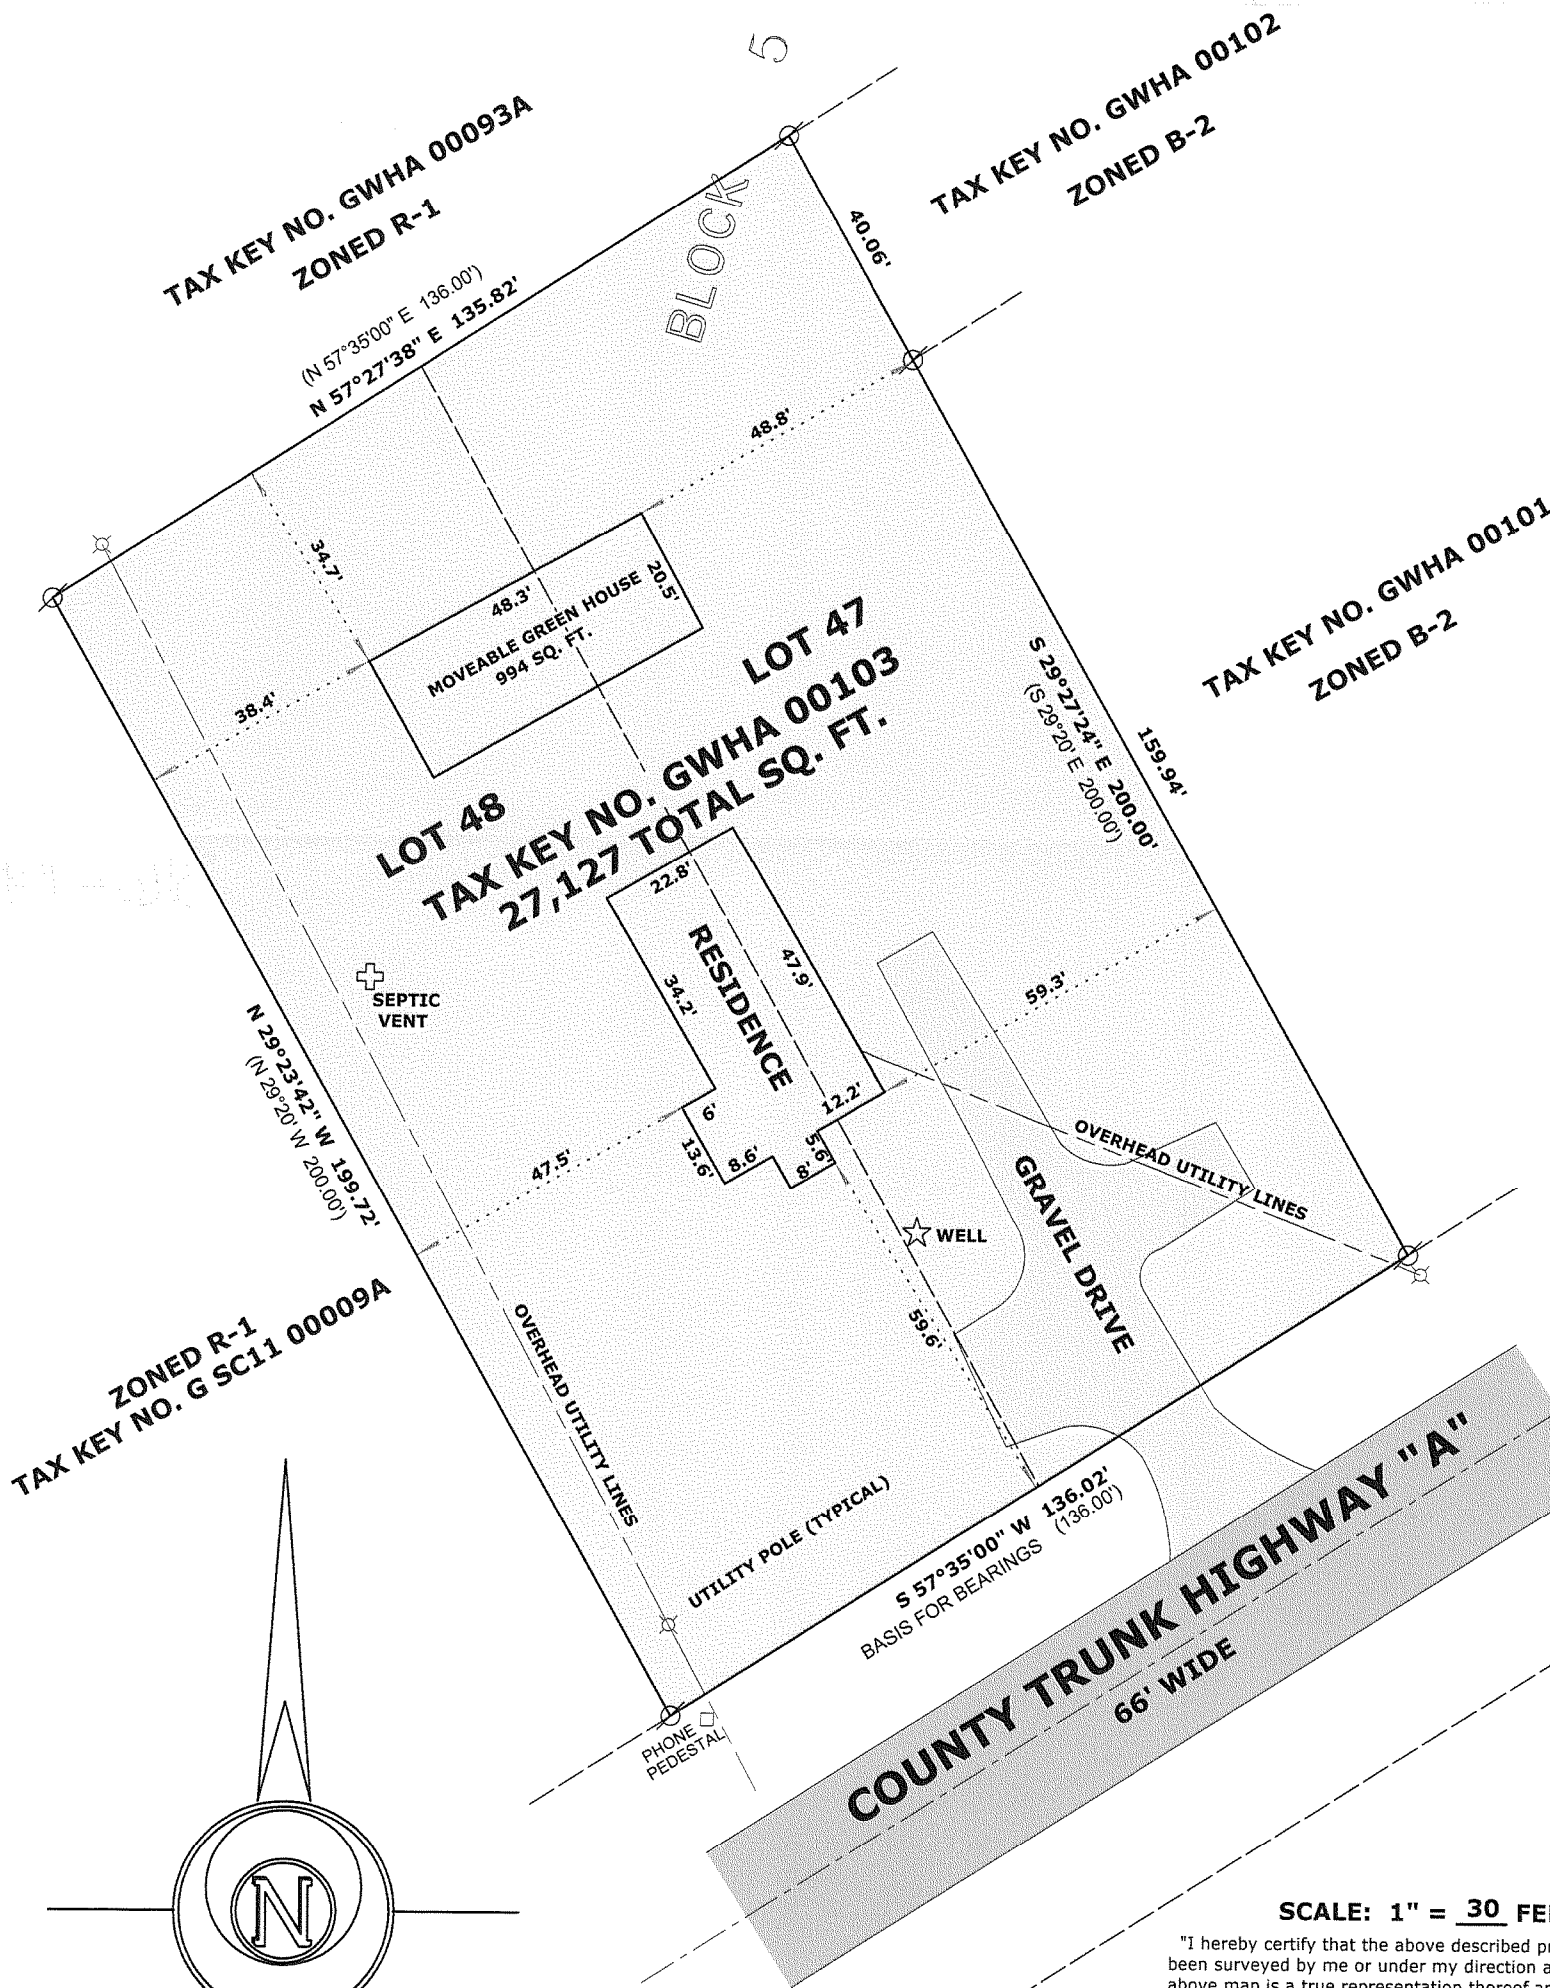 5
TAX KEY NO. GWHA 00093A
ZONED R-1
TAX KEY NO. GWHA 00102
ZONED B-2
(N 57°35'00" E 136.00')
N 57°27'38" E 135.82'
BLOCK
40.06'
48.8'
34.7'
48.3'
MOVEABLE GREEN HOUSE
994 SQ. FT.
20.5'
38.4'
TAX KEY NO. GWHA 00101
ZONED B-2
LOT 47
LOT 48
TAX KEY NO. GWHA 00103
27,127 TOTAL SQ. FT.
S 29°27'24" E 200.00'
(S 29°20' E 200.00')
159.94'
22.8'
RESIDENCE
47.9'
34.2'
SEPTIC
VENT
59.3'
N 29°23'42" W 199.72'
(N 29°20' W 200.00')
6'
12.2'
13.6'
8.6'
5.6'
8'
47.5'
OVERHEAD UTILITY LINES
GRAVEL DRIVE
WELL
59.6'
ZONED R-1
TAX KEY NO. G SC11 00009A
OVERHEAD UTILITY LINES
UTILITY POLE (TYPICAL)
S 57°35'00" W 136.02'
BASIS FOR BEARINGS (136.00')
PHONE
PEDESTAL
COUNTY TRUNK HIGHWAY "A"
66' WIDE
N
SCALE: 1" = 30
"I hereby certify that the above described
been surveyed by me or under my direction
above map is a true representation thereof